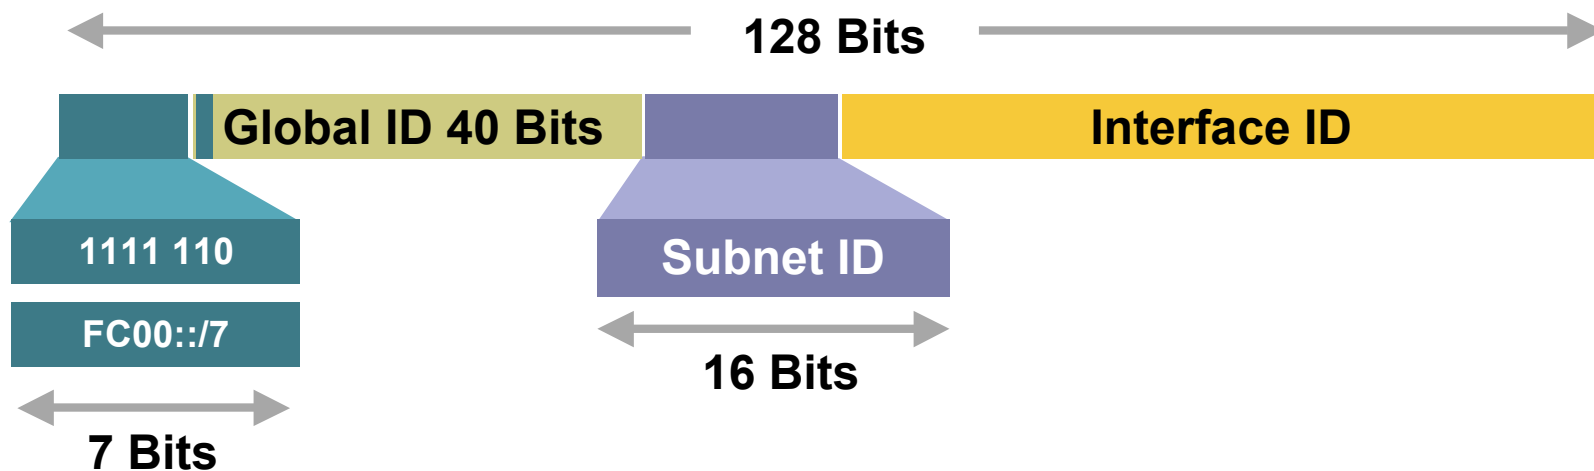 128 Bits
Global ID 40 Bits
Interface ID
1111 110
Subnet ID
FC00::/7
16 Bits
7 Bits